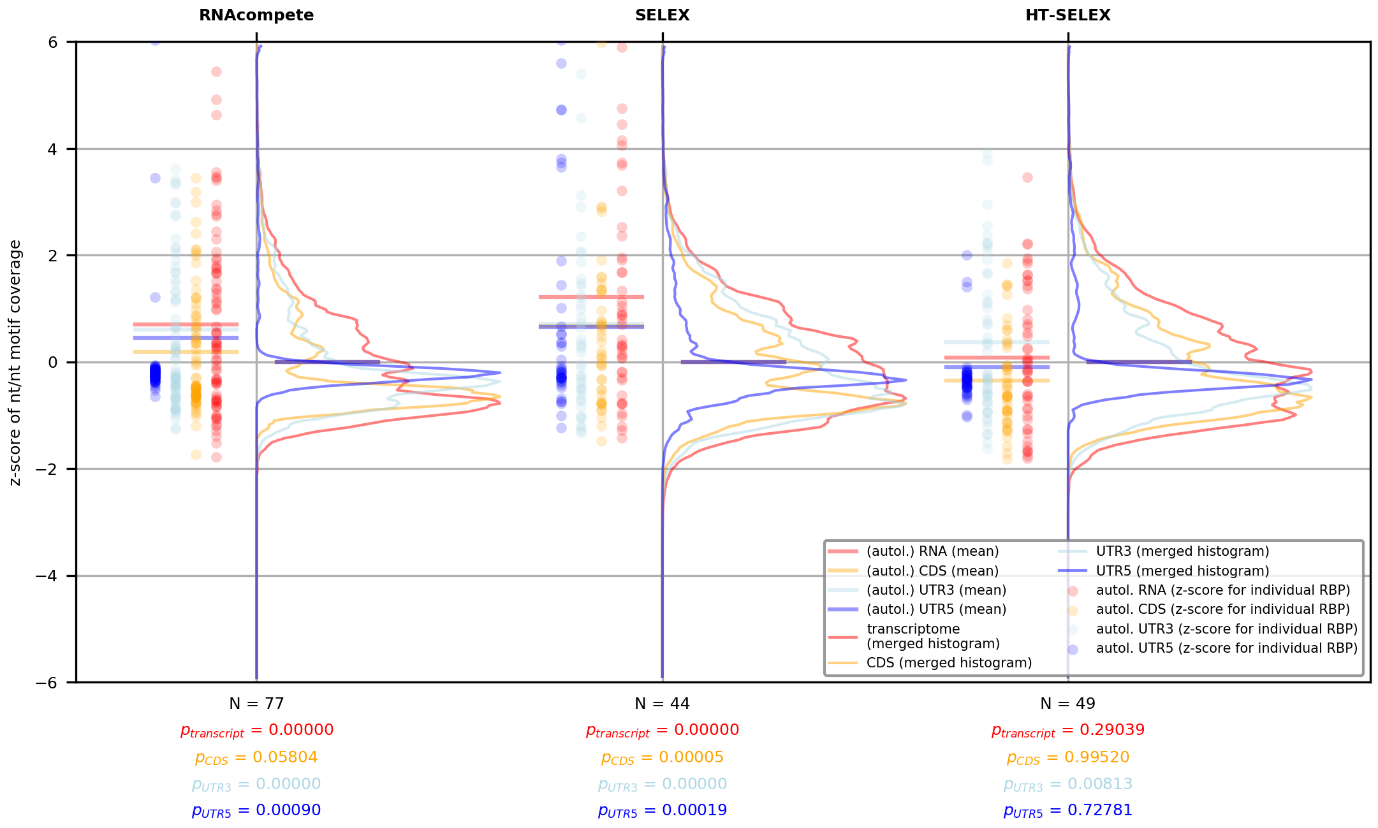 RNAcompete SELEX HT-SELEX
z-score of nt/nt motif coverage
6
4
2
0
−2
−4
−6
(autol.) RNA (mean)
(autol.) CDS (mean)
(autol.) UTR3 (mean)
(autol.) UTR5 (mean)
transcriptome
(merged histogram)
CDS (merged histogram)
UTR3 (merged histogram)
UTR5 (merged histogram)
autol. RNA (z-score for individual RBP)
autol. CDS (z-score for individual RBP)
autol. UTR3 (z-score for individual RBP)
autol. UTR5 (z-score for individual RBP)
N = 77
p_transcript = 0.00000
p_CDS = 0.05804
p_UTR3 = 0.00000
p_UTR5 = 0.00090
N = 44
p_transcript = 0.00000
p_CDS = 0.00005
p_UTR3 = 0.00000
p_UTR5 = 0.00019
N = 49
p_transcript = 0.29039
p_CDS = 0.99520
p_UTR3 = 0.00813
p_UTR5 = 0.72781